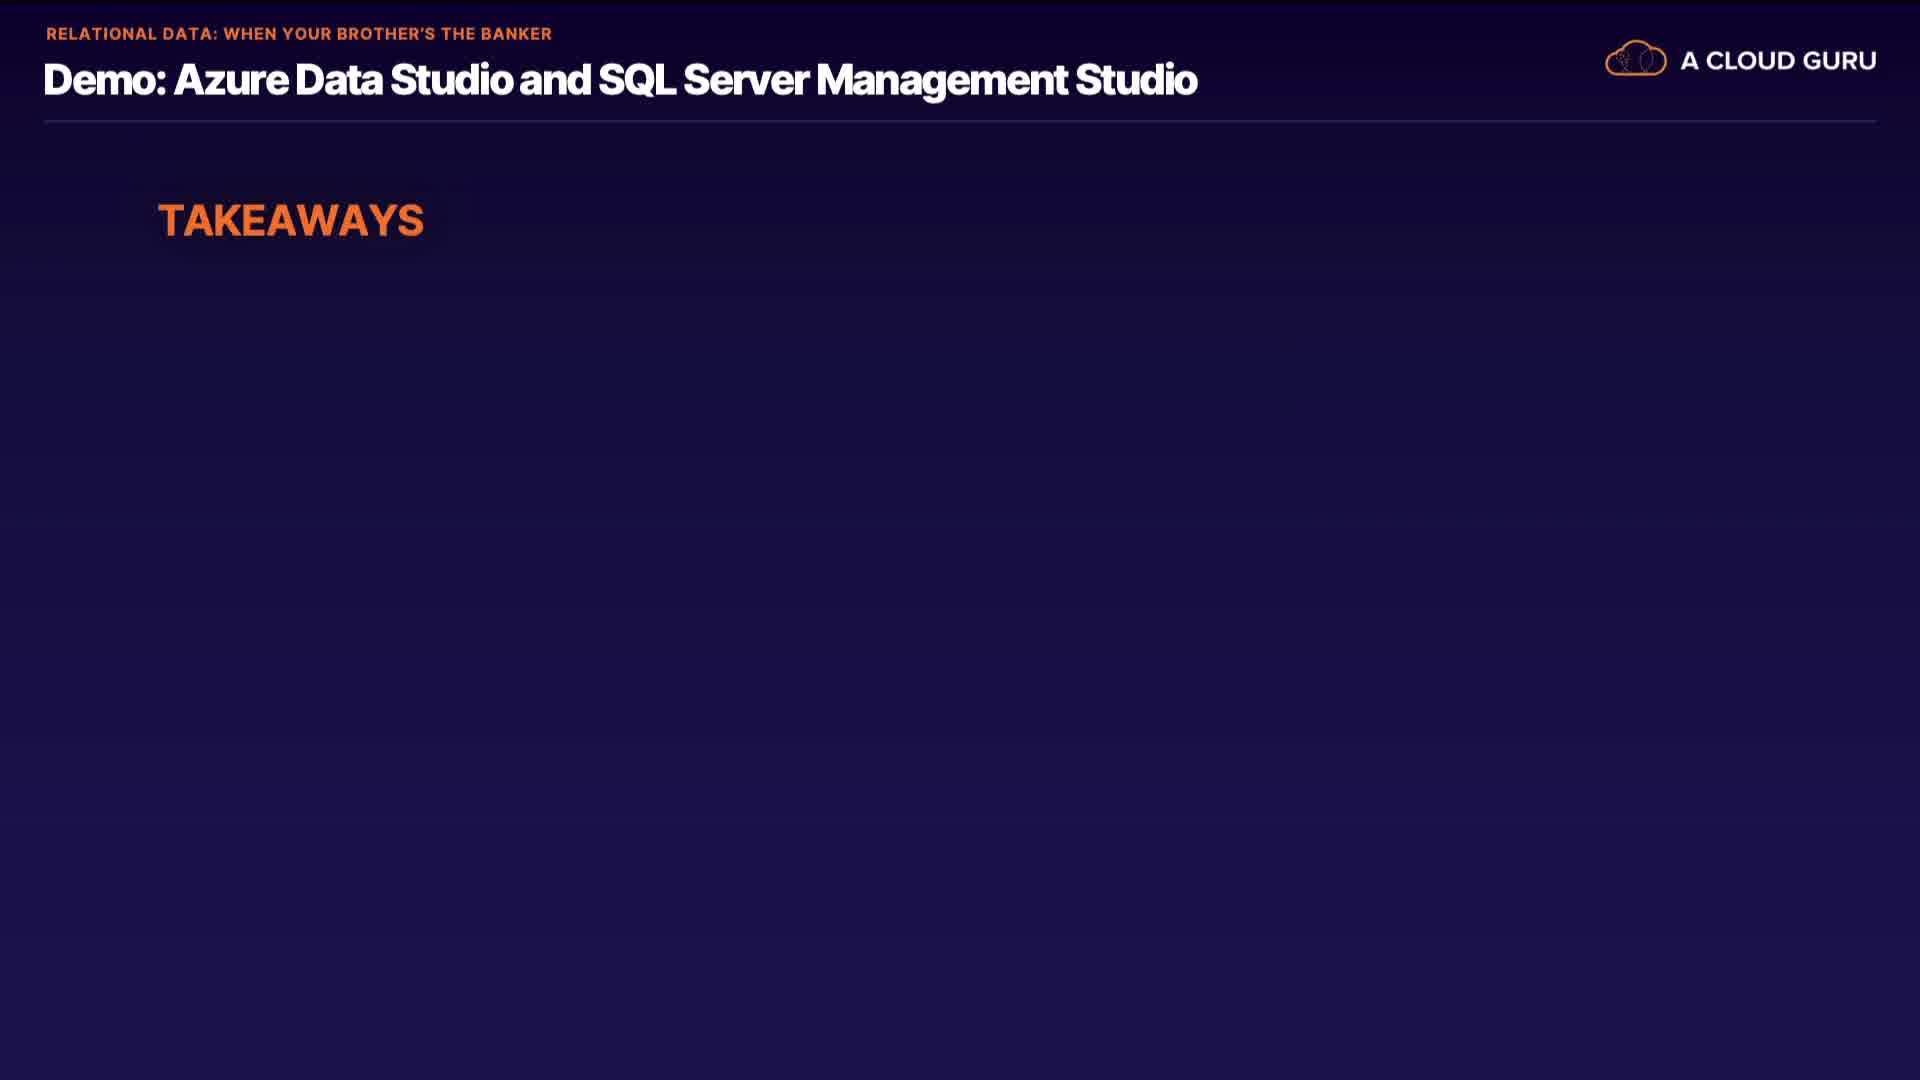 RELATIONAL DATA: WHEN YOUR BROTHER’S THE BANKER
Demo: Azure Data Studio and SQL Server Management Studio
A CLOUD GURU
TAKEAWAYS